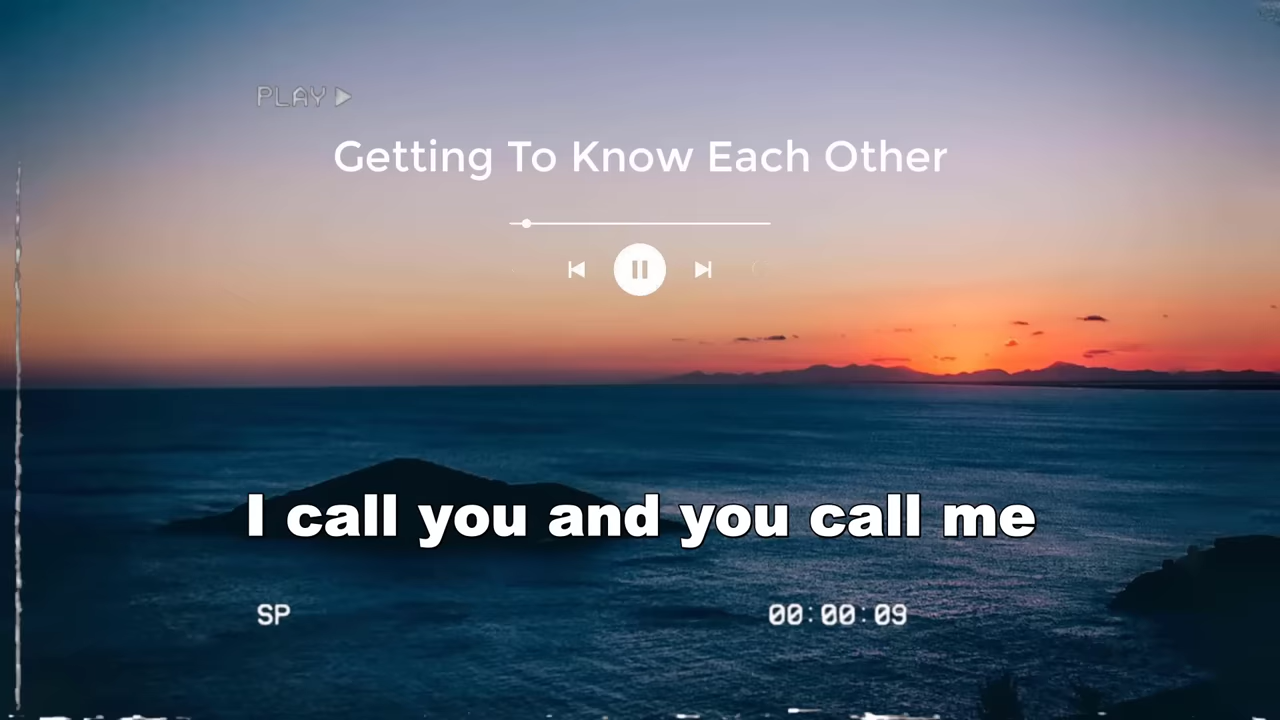 PLAY
Getting To Know Each Other
I call you and you call me
SP
00:00:09